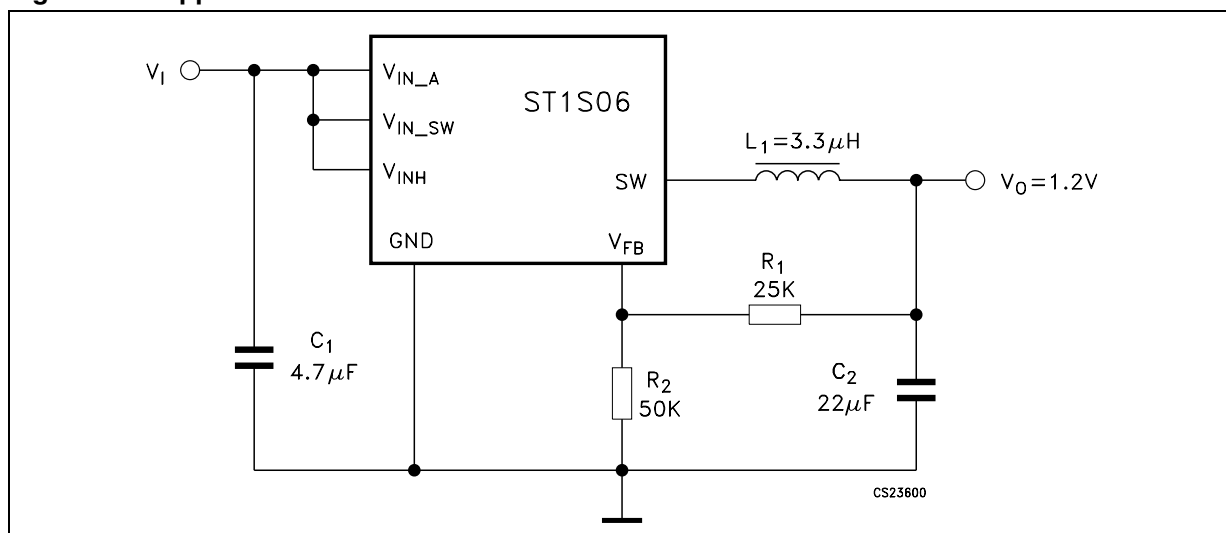 V_I
V_IN_A
V_IN_SW
V_INH
GND
ST1S06
SW
V_FB
L_1=3.3μH
V_O=1.2V
R_1
25K
C_1
4.7μF
R_2
50K
C_2
22μF
CS23600